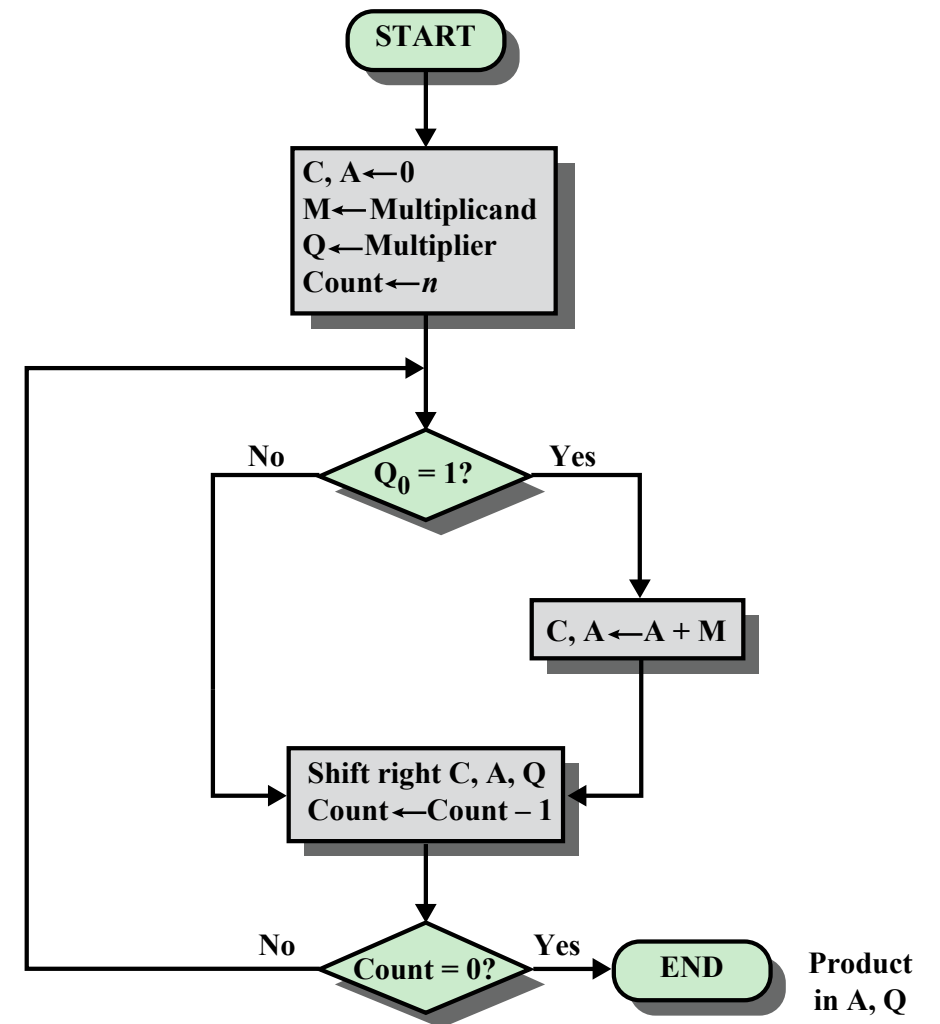 START
C, A←0
M←Multiplicand
Q←Multiplier
Count←n
No
Yes
Q₀ = 1?
C, A←A + M
Shift right C, A, Q
Count←Count – 1
No
Yes
Count = 0?
END
Product
in A, Q